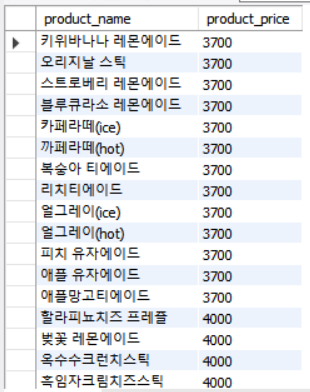 product_name product_price
키위바나나 레몬에이드 3700
오리지날 스틱 3700
스트로베리 레몬에이드 3700
블루큐라소 레몬에이드 3700
카페라떼(ice) 3700
까페라떼(hot) 3700
복숭아 티에이드 3700
리치티에이드 3700
얼그레이(ice) 3700
얼그레이(hot) 3700
피치 유자에이드 3700
애플 유자에이드 3700
애플망고티에이드 3700
할라피뇨치즈 프레즐 4000
벚꽃 레몬에이드 4000
옥수수크런치스틱 4000
흑임자크림치즈스틱 4000